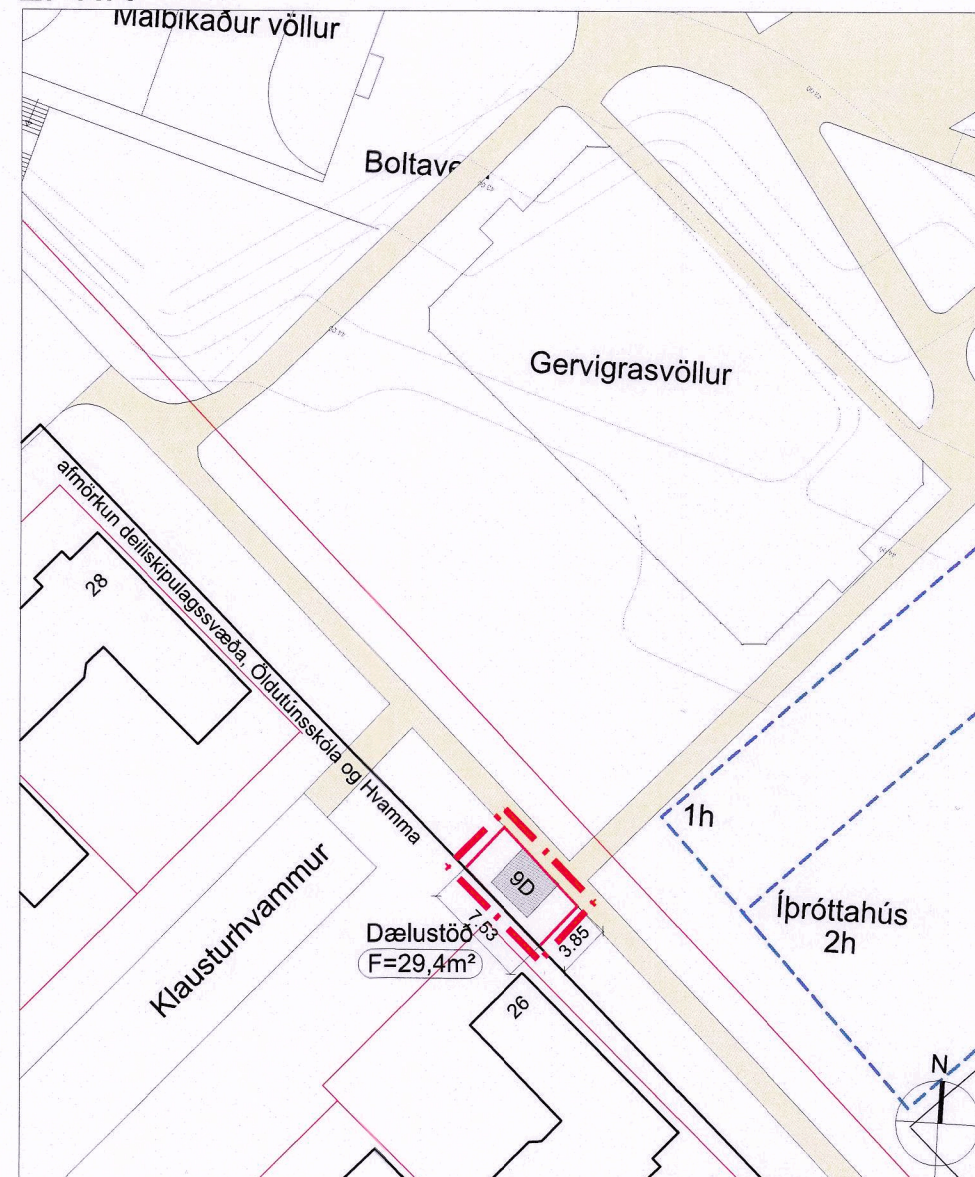 Malbikaður völlur
Gervigrasvöllur
afmörkun deiliskipulagssvæða, Öldutúnsskóla og Hvamma
28
1h
Íþróttahús
2h
9D
7.53
3.85
Dælustöð
F=29,4m²
Klausturhvammur
26
N